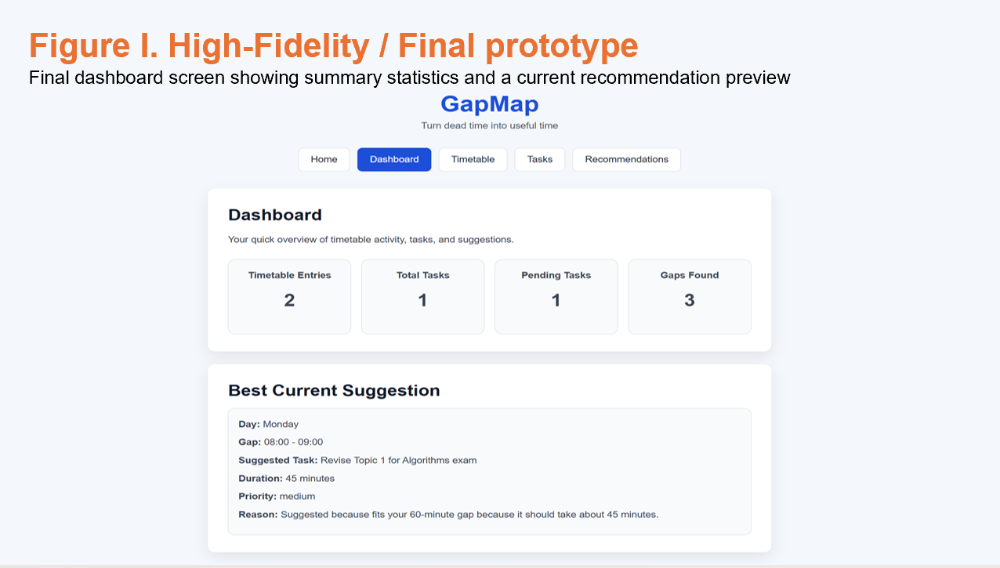 Figure I. High-Fidelity / Final prototype
Final dashboard screen showing summary statistics and a current recommendation preview
GapMap
Turn dead time into useful time
Home Dashboard Timetable Tasks Recommendations
Dashboard
Your quick overview of timetable activity, tasks, and suggestions.
Timetable Entries Total Tasks Pending Tasks Gaps Found
2 1 1 3
Best Current Suggestion
Day: Monday
Gap: 08:00 - 09:00
Suggested Task: Revise Topic 1 for Algorithms exam
Duration: 45 minutes
Priority: medium
Reason: Suggested because fits your 60-minute gap because it should take about 45 minutes.